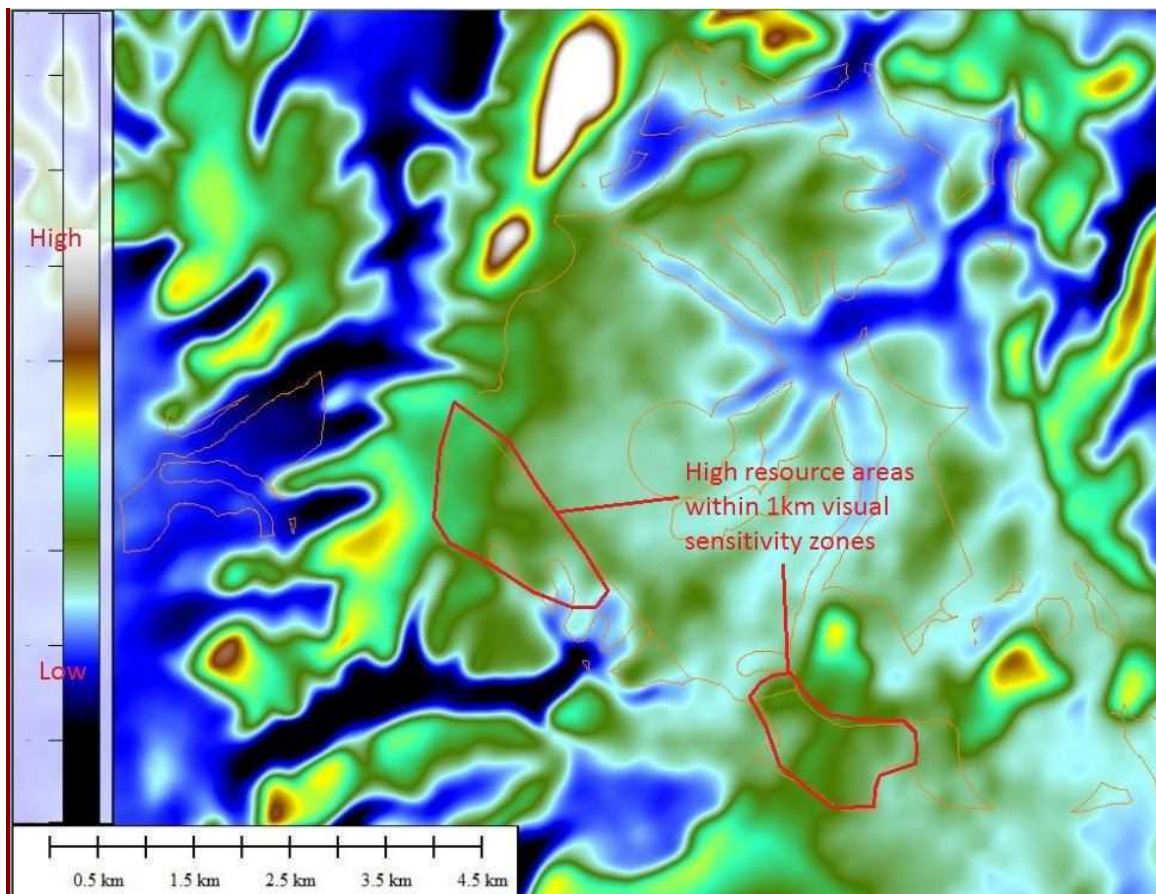 High
High resource areas
within 1km visual
sensitivity zones
Low
0.5 km 1.5 km 2.5 km 3.5 km 4.5 km